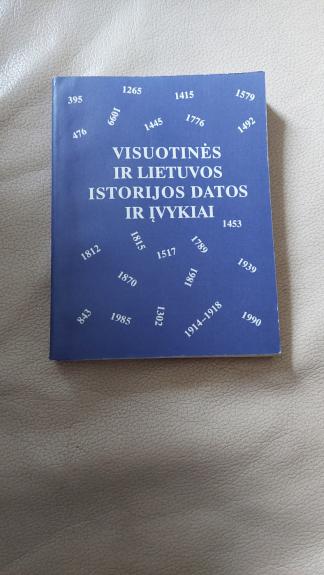 395 1265 1415 1579
476 6601 1445 1776 1492
VISUOTINĖS
IR LIETUVOS
ISTORIJOS DATOS
IR ĮVYKIAI
1453
1812 1815 1517 1789 1939
1870 1861
843 1985 1302 1914–1918 1990